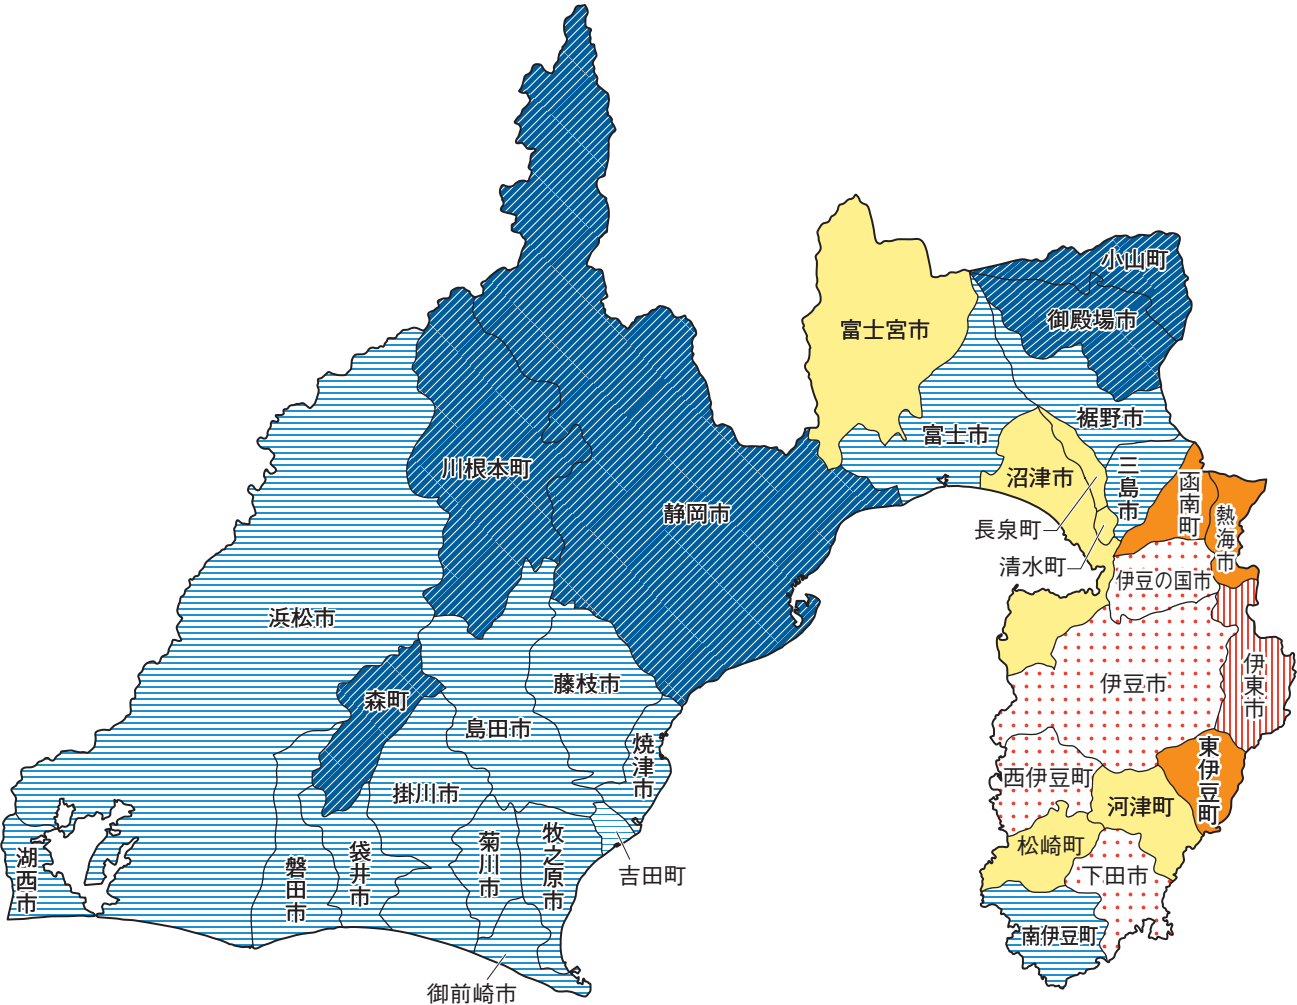 小山町
御殿場市
富士宮市
裾野市
富士市
三島市
沼津市
函南町
熱海市
長泉町
清水町
伊豆の国市
川根本町
静岡市
浜松市
伊豆市
伊東市
藤枝市
森町
島田市
焼津市
東伊豆町
西伊豆町
掛川市
河津町
菊川市
牧之原市
松崎町
湖西市
磐田市
袋井市
吉田町
下田市
南伊豆町
御前崎市